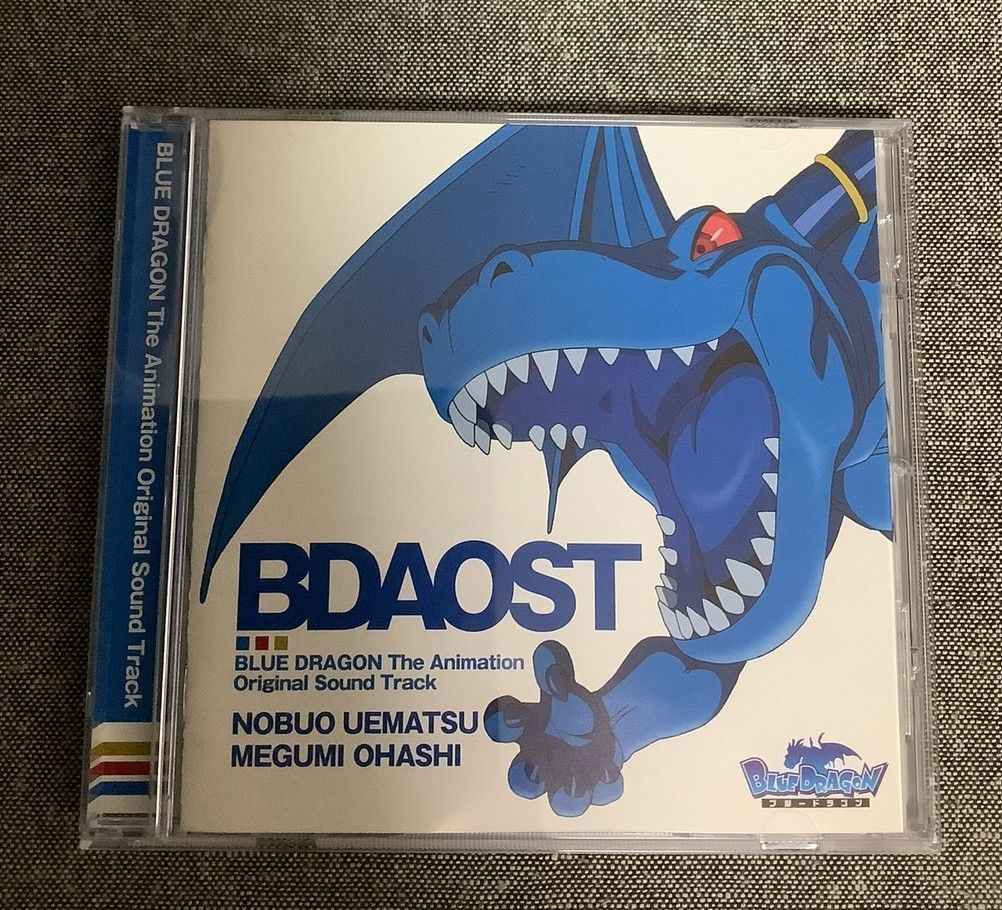 BLUE DRAGON The Animation Original Sound Track
BDAOST
BLUE DRAGON The Animation
Original Sound Track
NOBUO UEMATSU
MEGUMI OHASHI
BLUE DRAGON
ブルードラゴン